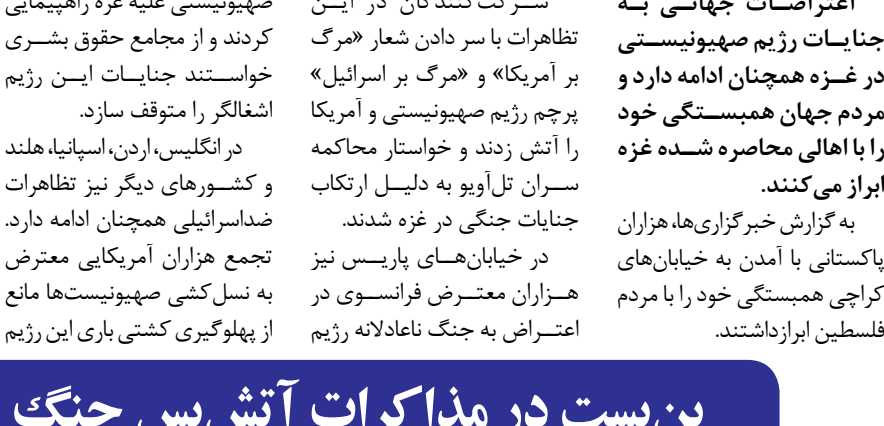 اعتراضات جهانی به
جنایات رژیم صهیونیستی
در غزه همچنان ادامه دارد و
مردم جهان همبستگی خود
را با اهالی محاصره شده غزه
ابراز می‌کنند.
به گزارش خبرگزاری‌ها، هزاران
پاکستانی با آمدن به خیابان‌های
کراچی همبستگی خود را با مردم
فلسطین ابراز داشتند.
شرکت‌کنندگان در این
تظاهرات با سر دادن شعار «مرگ
بر آمریکا» و «مرگ بر اسرائیل»
پرچم رژیم صهیونیستی و آمریکا
را آتش زدند و خواستار محاکمه
سران تل‌آویو به دلیل ارتکاب
جنایات جنگی در غزه شدند.
در خیابان‌های پاریس نیز
هزاران معترض فرانسوی در
اعتراض به جنگ ناعادلانه رژیم
صهیونیستی علیه غزه راهپیمایی
کردند و از مجامع حقوق بشری
خواستند جنایات این رژیم
اشغالگر را متوقف سازد.
در انگلیس، اردن، اسپانیا، هلند
و کشورهای دیگر نیز تظاهرات
ضداسرائیلی همچنان ادامه دارد.
تجمع هزاران آمریکایی معترض
به نسل‌کشی صهیونیست‌ها مانع
از پهلوگیری کشتی باری این رژیم
بن‌بست در مذاکرات آتش‌بس جنگ